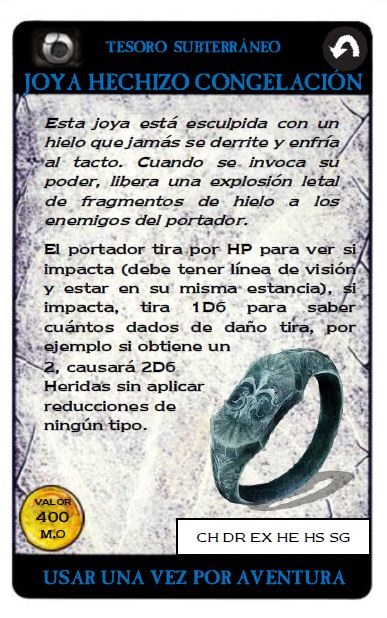 TESORO SUBTERRÁNEO
JOYA HECHIZO CONGELACIÓN
Esta joya está esculpida con un
hielo que jamás se derrite y enfría
al tacto. Cuando se invoca su
poder, libera una explosión letal
de fragmentos de hielo a los
enemigos del portador.
El portador tira por HP para ver si
impacta (debe tener línea de visión
y estar en su misma estancia), si
impacta, tira 1D6 para saber
cuántos dados de daño tira, por
ejemplo si obtiene un
2, causará 2D6
Heridas sin aplicar
reducciones de
ningún tipo.
VALOR
400
M.O
CH DR EX HE HS SG
USAR UNA VEZ POR AVENTURA